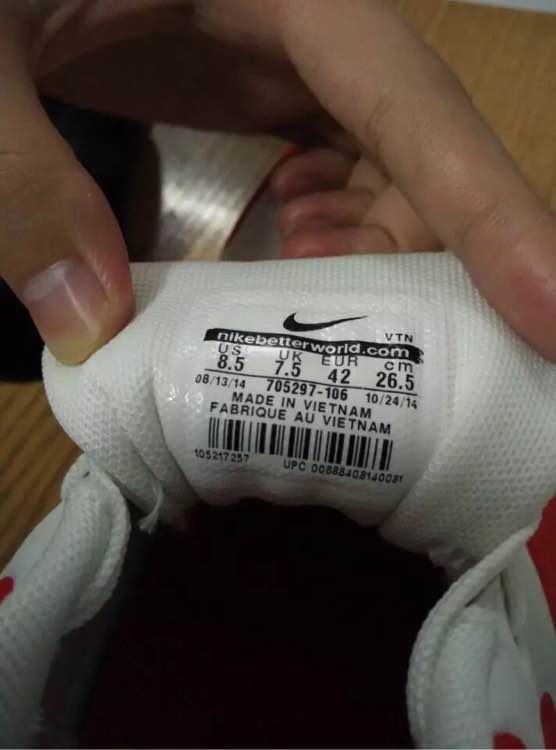 VTN
nikebetterworld.com
US UK EUR cm
8.5 7.5 42 26.5
08/13/14 705297-106 10/24/14
MADE IN VIETNAM
FABRIQUE AU VIETNAM
105217257 UPC 00888408140081